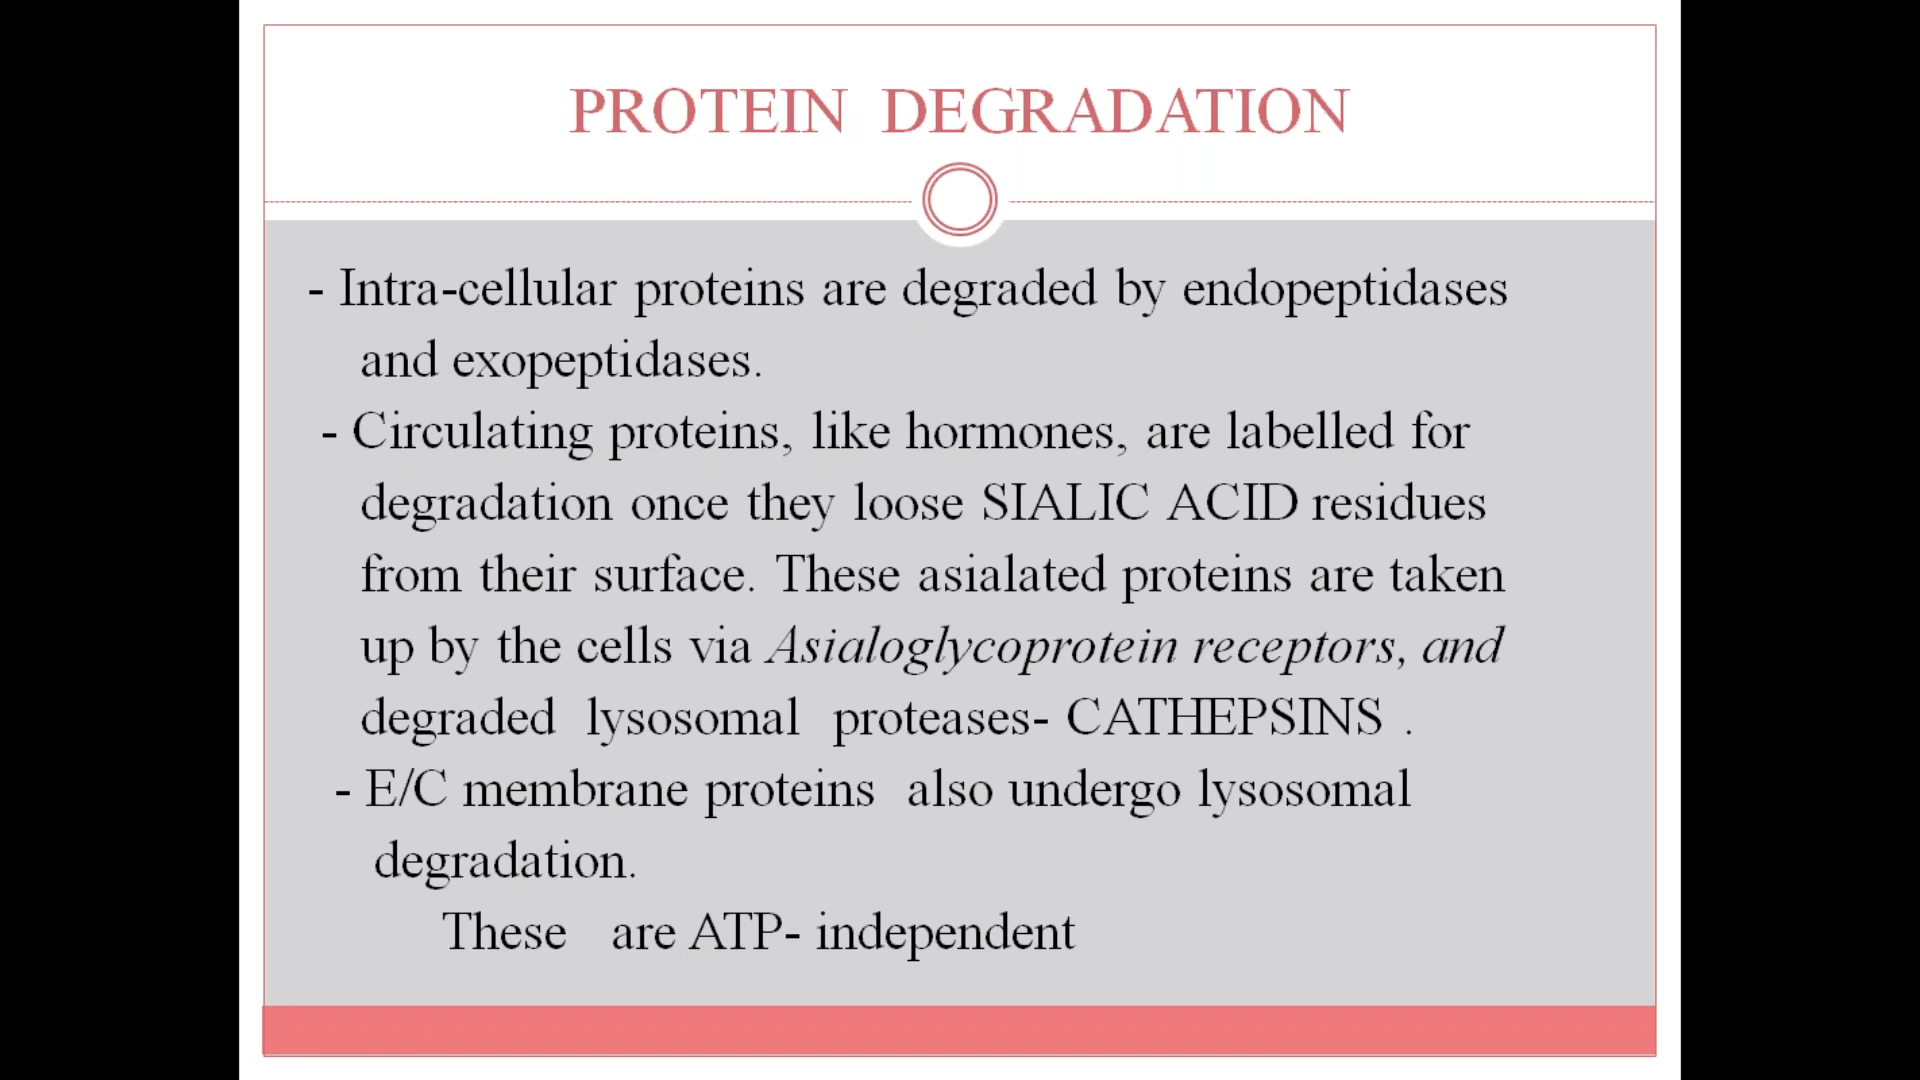 PROTEIN DEGRADATION
- Intra-cellular proteins are degraded by endopeptidases
and exopeptidases.
- Circulating proteins, like hormones, are labelled for
degradation once they loose SIALIC ACID residues
from their surface. These asialated proteins are taken
up by the cells via Asialoglycoprotein receptors, and
degraded lysosomal proteases- CATHEPSINS .
- E/C membrane proteins also undergo lysosomal
degradation.
These are ATP- independent